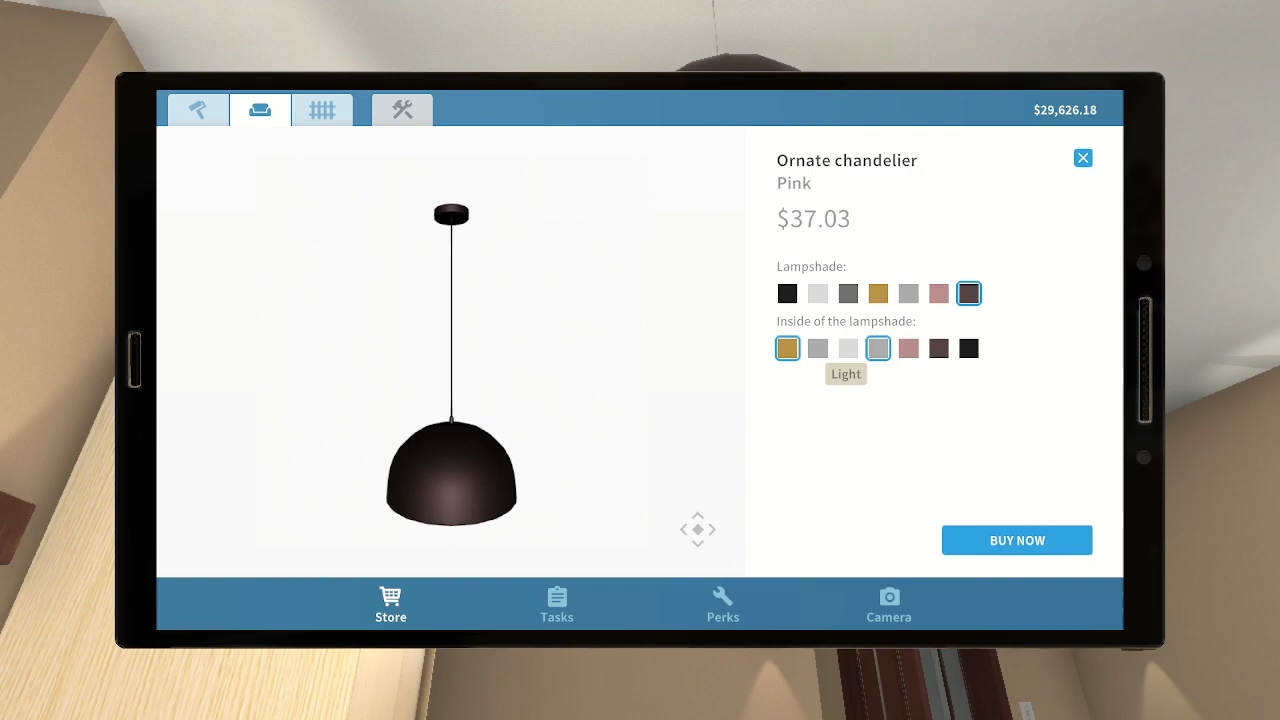 $29,626.18
Ornate chandelier
Pink
$37.03
Lampshade:
Inside of the lampshade:
Light
BUY NOW
Store
Tasks
Perks
Camera